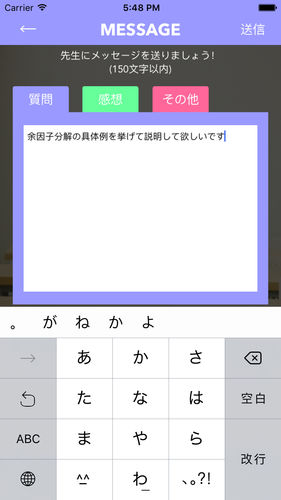 Carrier 5:48 PM
← MESSAGE 送信
先生にメッセージを送りましょう!
(150文字以内)
質問 感想 その他
余因子分解の具体例を挙げて説明して欲しいです
。 が ね か よ
→ あ か さ
た な は 空白
ABC ま や ら
^^ わ_ 、。?! 改行